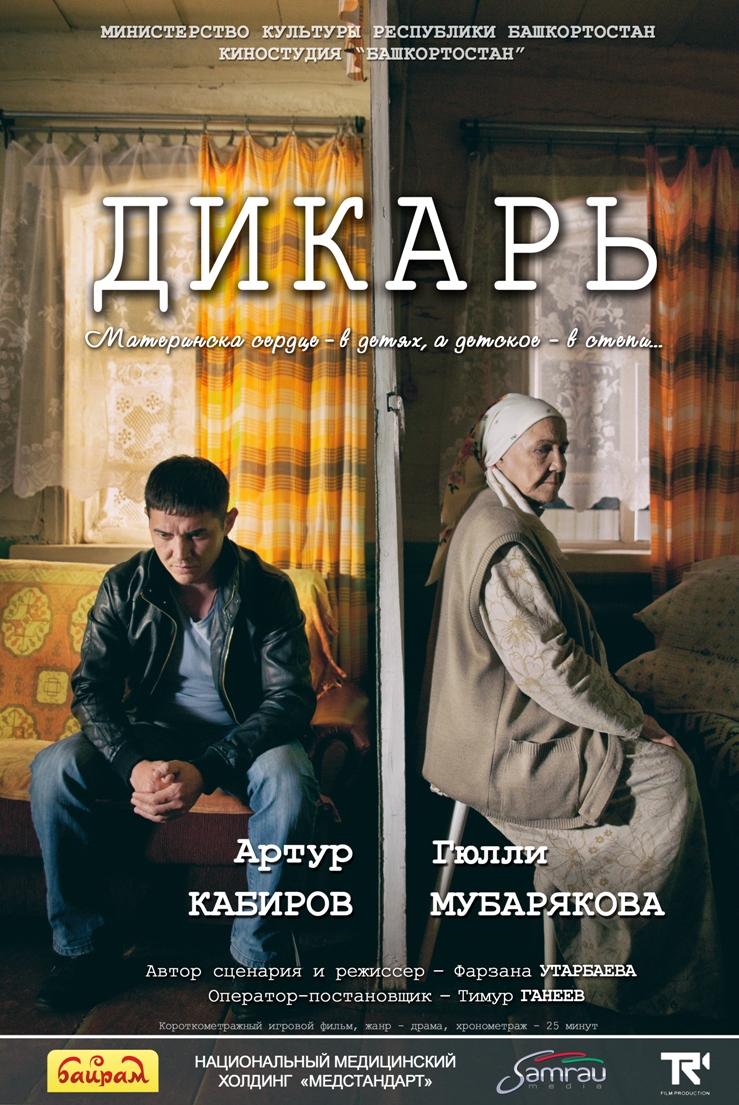 МИНИСТЕРСТВО КУЛЬТУРЫ РЕСПУБЛИКИ БАШКОРТОСТАН
КИНОСТУДИЯ “БАШКОРТОСТАН”
ДИКАРЬ
Материнска сердце - в детях, а детское - в степи...
Артур
КАБИРОВ
Гюлли
МУБАРЯКОВА
Автор сценария и режиссер – Фарзана УТАРБАЕВА
Оператор-постановщик – Тимур ГАНЕЕВ
Короткометражный игровой фильм, жанр - драма, хронометраж - 25 минут
байрам
НАЦИОНАЛЬНЫЙ МЕДИЦИНСКИЙ
ХОЛДИНГ «МЕДСТАНДАРТ»
Samrau
media
TR
FILM PRODUCTION